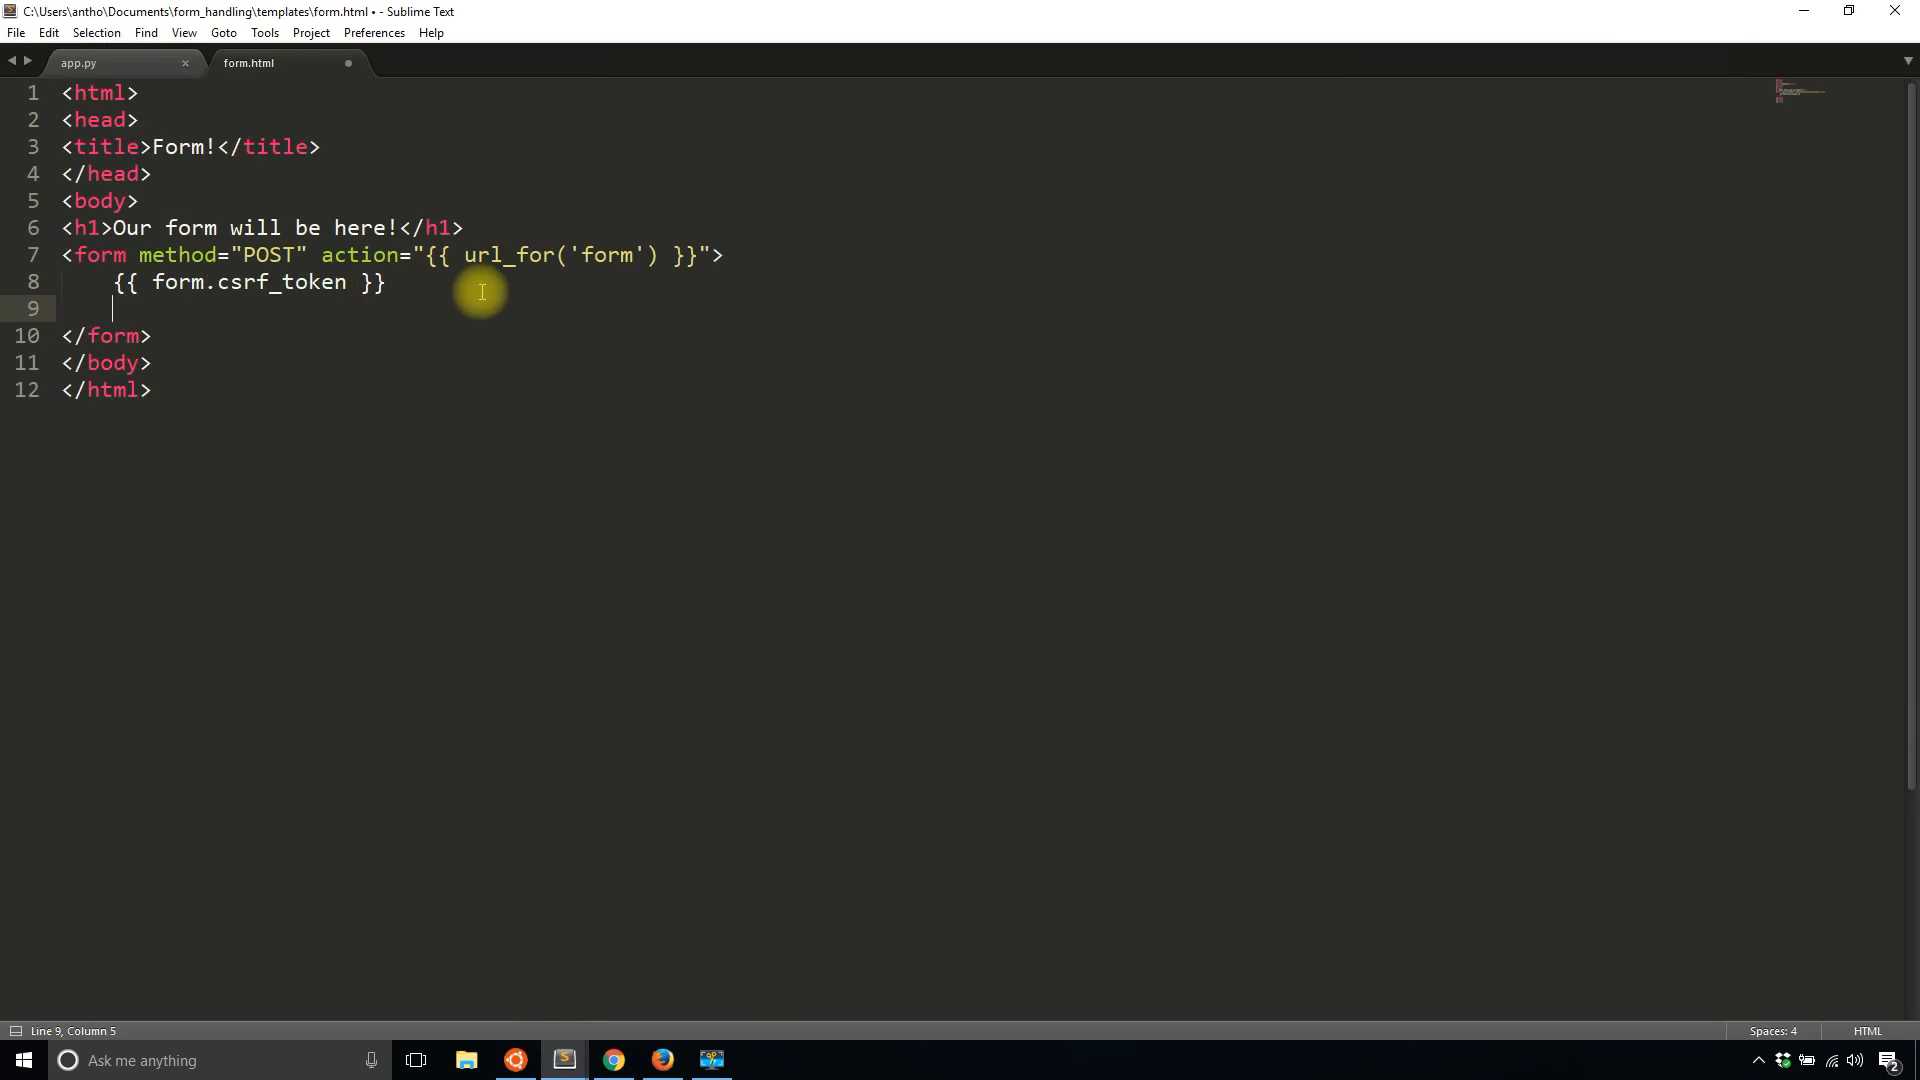 C:\Users\antho\Documents\form_handling\templates\form.html • - Sublime Text
File Edit Selection Find View Goto Tools Project Preferences Help
app.py form.html
1 <html>
2 <head>
3 <title>Form!</title>
4 </head>
5 <body>
6 <h1>Our form will be here!</h1>
7 <form method="POST" action="{{ url_for('form') }}">
8     {{ form.csrf_token }}
9
10 </form>
11 </body>
12 </html>
Line 9, Column 5 Spaces: 4 HTML
Ask me anything 2